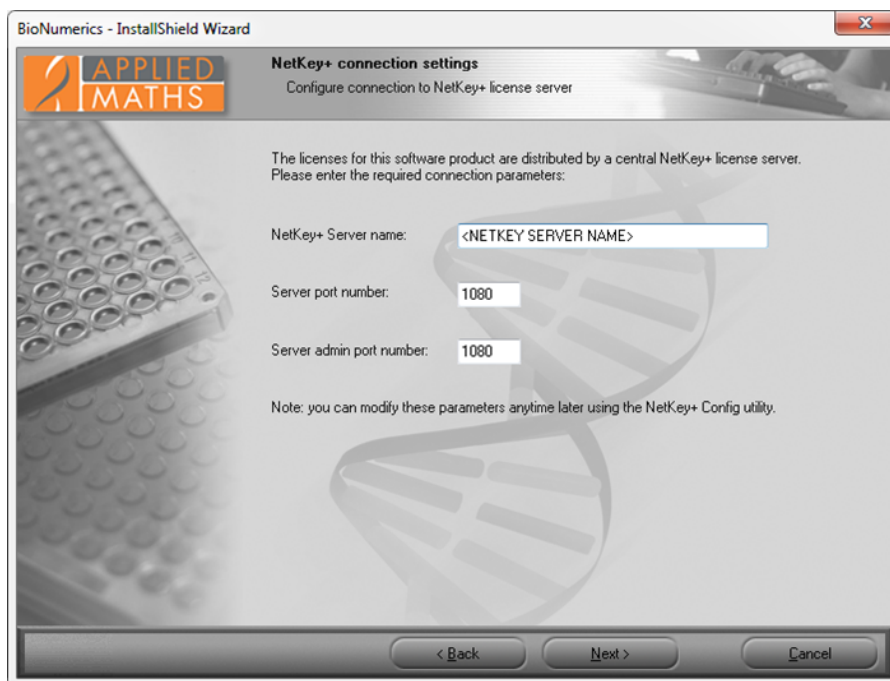 BioNumerics - InstallShield Wizard
APPLIED
MATHS
NetKey+ connection settings
Configure connection to NetKey+ license server
The licenses for this software product are distributed by a central NetKey+ license server.
Please enter the required connection parameters:
NetKey+ Server name: <NETKEY SERVER NAME>
Server port number: 1080
Server admin port number: 1080
Note: you can modify these parameters anytime later using the NetKey+ Config utility.
10
11
12
< Back Next > Cancel